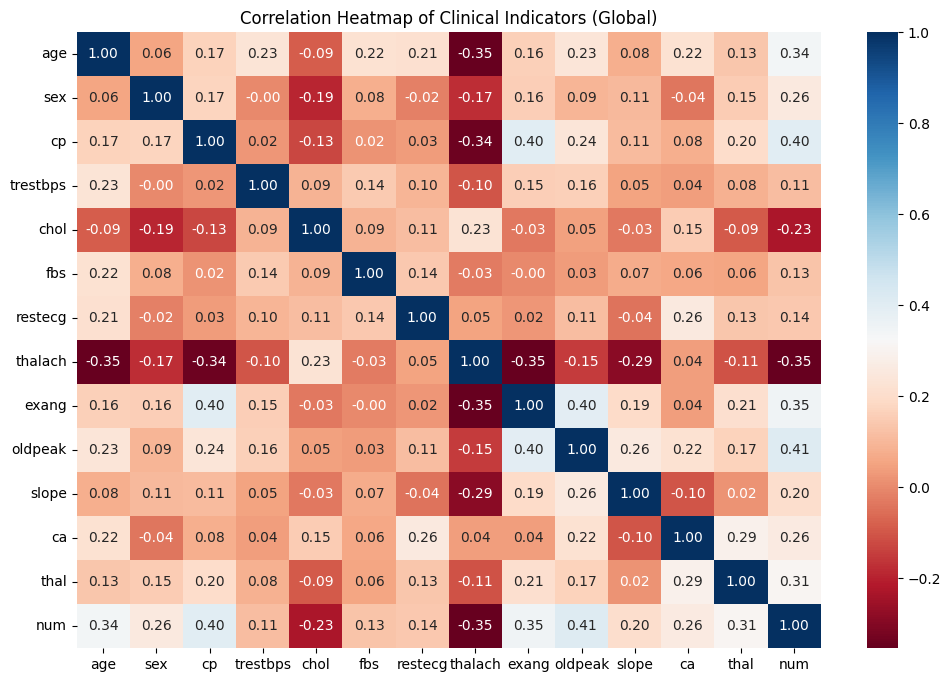 Correlation Heatmap of Clinical Indicators (Global)
age 1.00 0.06 0.17 0.23 -0.09 0.22 0.21 -0.35 0.16 0.23 0.08 0.22 0.13 0.34
sex 0.06 1.00 0.17 -0.00 -0.19 0.08 -0.02 -0.17 0.16 0.09 0.11 -0.04 0.15 0.26
cp 0.17 0.17 1.00 0.02 -0.13 0.02 0.03 -0.34 0.40 0.24 0.11 0.08 0.20 0.40
trestbps 0.23 -0.00 0.02 1.00 0.09 0.14 0.10 -0.10 0.15 0.16 0.05 0.04 0.08 0.11
chol -0.09 -0.19 -0.13 0.09 1.00 0.09 0.11 0.23 -0.03 0.05 -0.03 0.15 -0.09 -0.23
fbs 0.22 0.08 0.02 0.14 0.09 1.00 0.14 -0.03 -0.00 0.03 0.07 0.06 0.06 0.13
restecg 0.21 -0.02 0.03 0.10 0.11 0.14 1.00 0.05 0.02 0.11 -0.04 0.26 0.13 0.14
thalach -0.35 -0.17 -0.34 -0.10 0.23 -0.03 0.05 1.00 -0.35 -0.15 -0.29 0.04 -0.11 -0.35
exang 0.16 0.16 0.40 0.15 -0.03 -0.00 0.02 -0.35 1.00 0.40 0.19 0.04 0.21 0.35
oldpeak 0.23 0.09 0.24 0.16 0.05 0.03 0.11 -0.15 0.40 1.00 0.26 0.22 0.17 0.41
slope 0.08 0.11 0.11 0.05 -0.03 0.07 -0.04 -0.29 0.19 0.26 1.00 -0.10 0.02 0.20
ca 0.22 -0.04 0.08 0.04 0.15 0.06 0.26 0.04 0.04 0.22 -0.10 1.00 0.29 0.26
thal 0.13 0.15 0.20 0.08 -0.09 0.06 0.13 -0.11 0.21 0.17 0.02 0.29 1.00 0.31
num 0.34 0.26 0.40 0.11 -0.23 0.13 0.14 -0.35 0.35 0.41 0.20 0.26 0.31 1.00
age sex cp trestbps chol fbs restecg thalach exang oldpeak slope ca thal num
1.0
0.8
0.6
0.4
0.2
0.0
-0.2